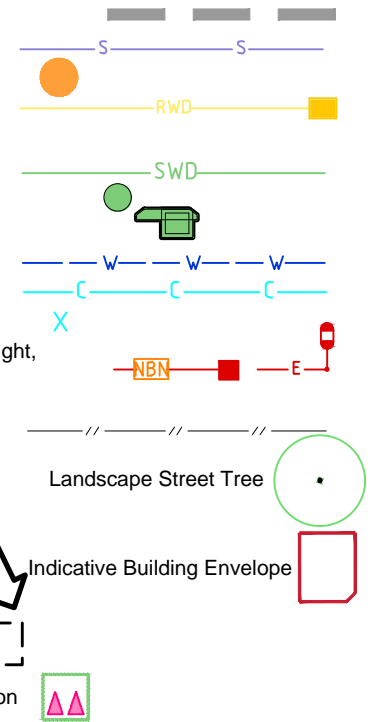 S S
RWD
SWD
W W W
C C C
X
ght,
NBN E
// // //
Landscape Street Tree
Indicative Building Envelope
on